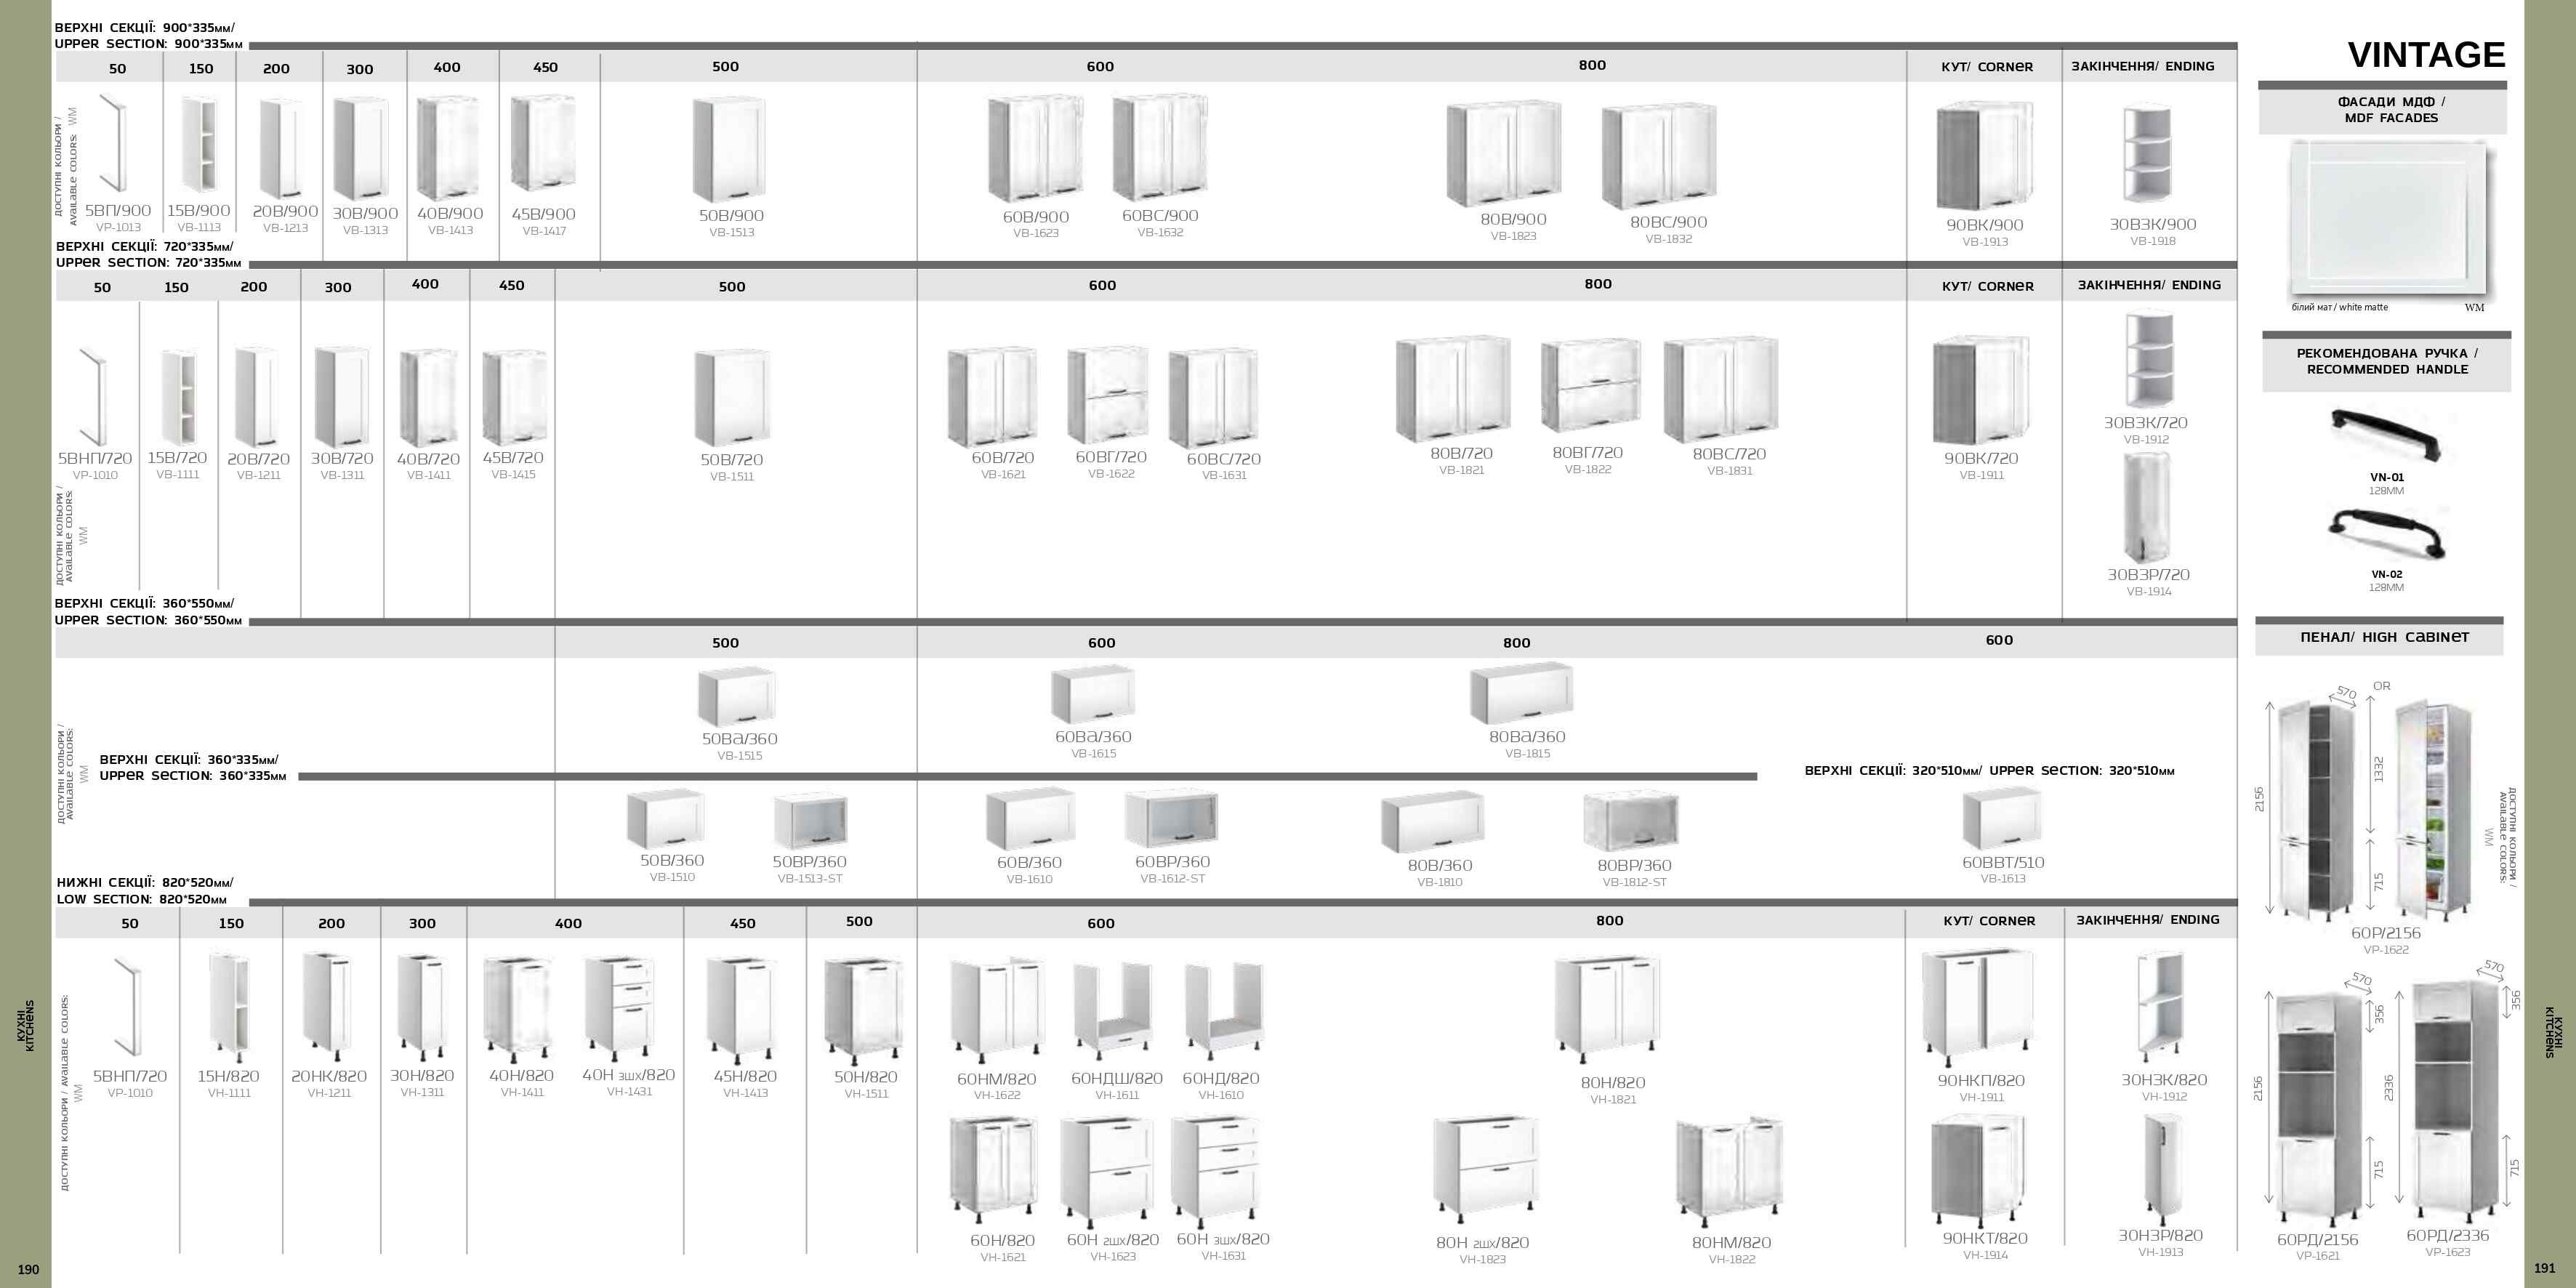 ВЕРХНІ СЕКЦІЇ: 900*335мм/
UPPER SECTION: 900*335мм
50 150 200 300 400 450 500 600 800 КУТ/ CORNER ЗАКІНЧЕННЯ/ ENDING
ДОСТУПНІ КОЛЬОРИ /
AVAILABLE COLORS: WM
5ВП/900 15В/900 20В/900 30В/900 40В/900 45В/900 50В/900 60В/900 60ВС/900 80В/900 80ВС/900 90ВК/900 30ВЗК/900
VP-1013 VB-1113 VB-1213 VB-1313 VB-1413 VB-1417 VB-1513 VB-1623 VB-1632 VB-1823 VB-1832 VB-1913 VB-1918
ВЕРХНІ СЕКЦІЇ: 720*335мм/
UPPER SECTION: 720*335мм
50 150 200 300 400 450 500 600 800 КУТ/ CORNER ЗАКІНЧЕННЯ/ ENDING
5ВНП/720 15В/720 20В/720 30В/720 40В/720 45В/720 50В/720 60В/720 60ВГ/720 60ВС/720 80В/720 80ВГ/720 80ВС/720 90ВК/720 30ВЗК/720
VP-1010 VB-1111 VB-1211 VB-1311 VB-1411 VB-1415 VB-1511 VB-1621 VB-1622 VB-1631 VB-1821 VB-1822 VB-1831 VB-1911 VB-1912
ДОСТУПНІ КОЛЬОРИ /
AVAILABLE COLORS:
WM
30ВЗР/720
VB-1914
ВЕРХНІ СЕКЦІЇ: 360*550мм/
UPPER SECTION: 360*550мм
500 600 800 600
50Ва/360 60Ва/360 80Ва/360
VB-1515 VB-1615 VB-1815
ДОСТУПНІ КОЛЬОРИ /
AVAILABLE COLORS:
WM
ВЕРХНІ СЕКЦІЇ: 360*335мм/
UPPER SECTION: 360*335мм
ВЕРХНІ СЕКЦІЇ: 320*510мм/ UPPER SECTION: 320*510мм
50В/360 50ВР/360 60В/360 60ВР/360 80В/360 80ВР/360 60ВВТ/510
VB-1510 VB-1513-ST VB-1610 VB-1612-ST VB-1810 VB-1812-ST VB-1613
НИЖНІ СЕКЦІЇ: 820*520мм/
LOW SECTION: 820*520мм
50 150 200 300 400 450 500 600 800 КУТ/ CORNER ЗАКІНЧЕННЯ/ ENDING
ДОСТУПНІ КОЛЬОРИ / AVAILABLE COLORS:
WM
5ВНП/720 15Н/820 20НК/820 30Н/820 40Н/820 40Н 3ШХ/820 45Н/820 50Н/820 60НМ/820 60НДШ/820 60НД/820 80Н/820 90НКП/820 30НЗК/820
VP-1010 VH-1111 VH-1211 VH-1311 VH-1411 VH-1431 VH-1413 VH-1511 VH-1622 VH-1611 VH-1610 VH-1821 VH-1911 VH-1912
60Н/820 60Н 2ШХ/820 60Н 3ШХ/820 80Н 2ШХ/820 80НМ/820 90НКТ/820 30НЗР/820
VH-1621 VH-1623 VH-1631 VH-1823 VH-1822 VH-1914 VH-1913
КУХНІ
KITCHENS
190
VINTAGE
ФАСАДИ МДФ /
MDF FACADES
білий мат / white matte WM
РЕКОМЕНДОВАНА РУЧКА /
RECOMMENDED HANDLE
VN-01
128MM
VN-02
128MM
ПЕНАЛ/ HIGH CABINET
570 OR
2156 1332
715
ДОСТУПНІ КОЛЬОРИ /
AVAILABLE COLORS:
WM
60Р/2156
VP-1622
570 570
356 356
2156 2336
715 715
60РД/2156 60РД/2336
VP-1621 VP-1623
КУХНІ
KITCHENS
191